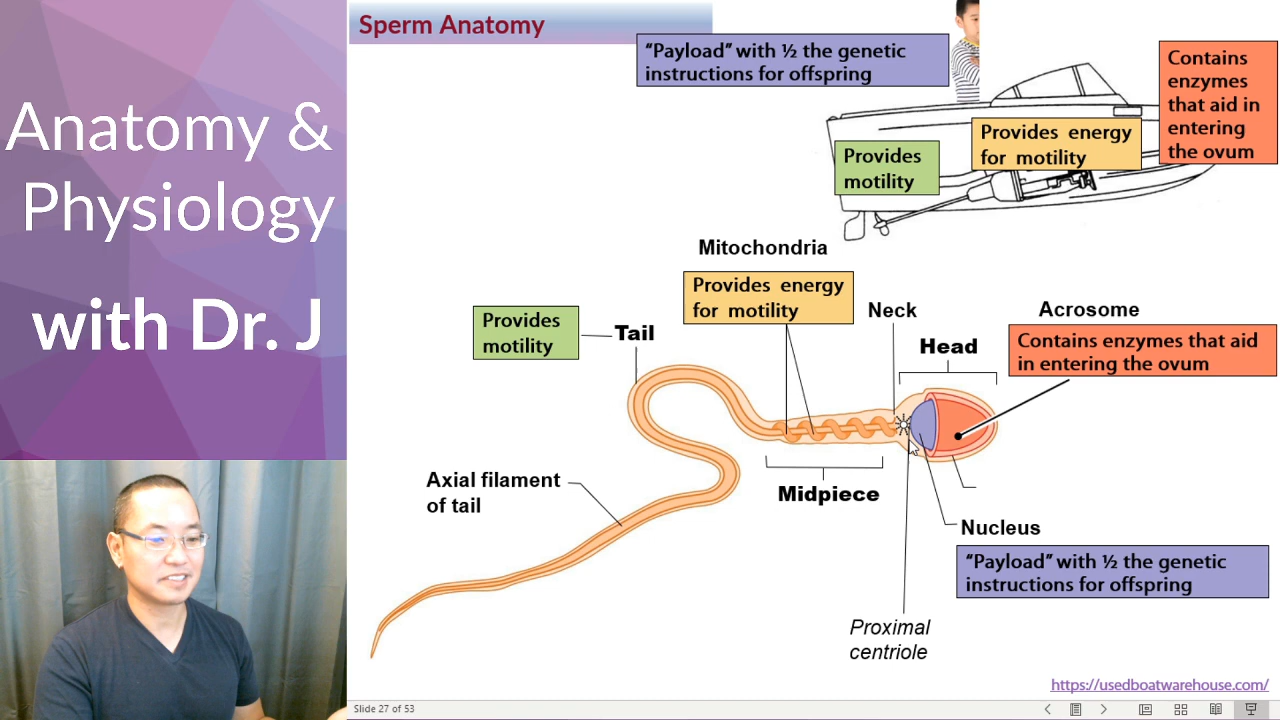 Anatomy &
Physiology
with Dr. J
Sperm Anatomy
“Payload” with ½ the genetic
instructions for offspring
Contains
enzymes
that aid in
entering
the ovum
Provides energy
for motility
Provides
motility
Mitochondria
Provides energy
for motility
Neck
Acrosome
Contains enzymes that aid
in entering the ovum
Provides
motility
Tail
Head
Axial filament
of tail
Midpiece
Nucleus
“Payload” with ½ the genetic
instructions for offspring
Proximal
centriole
https://usedboatwarehouse.com/
Slide 27 of 53